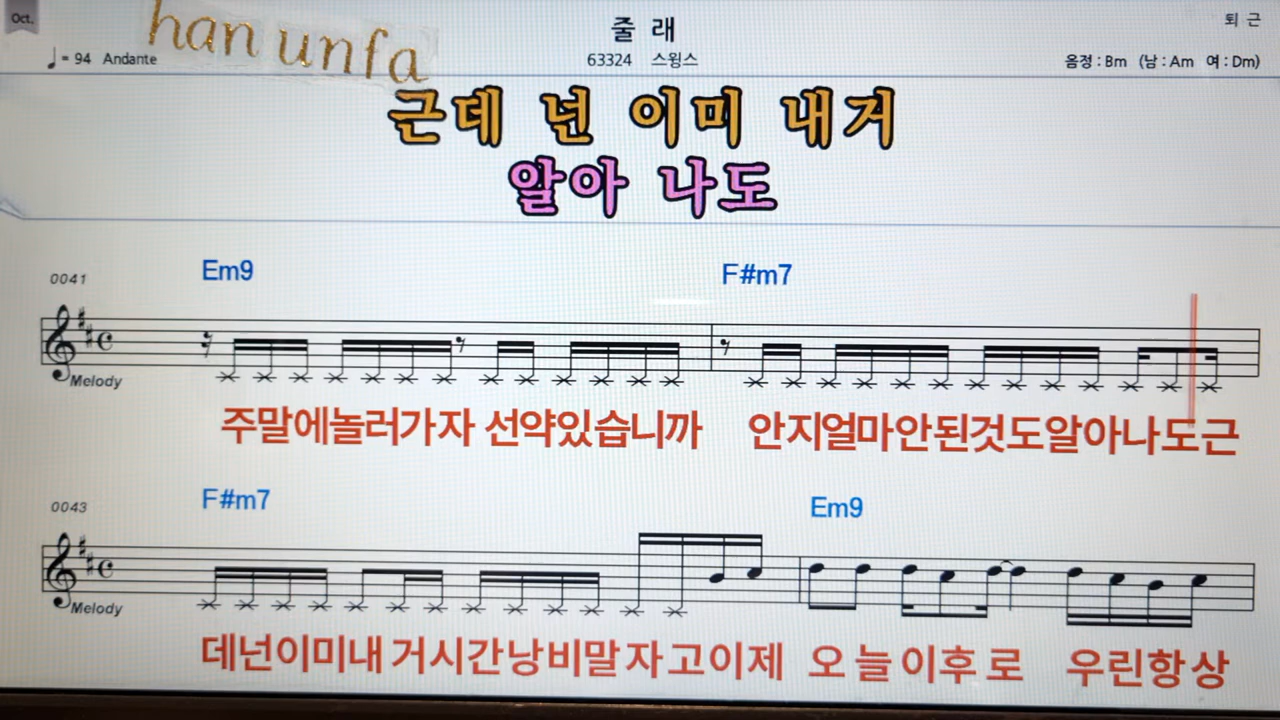 Oct.
han unfa
줄 래
퇴 근
♩= 94 Andante
63324 스윙스
음정 : Bm (남 : Am 여 : Dm)
근데 넌 이미 내거
알아 나도
0041
Em9
F#m7
Melody
주말에놀러가자 선약있습니까 안지얼마안된것도알아나도근
0043
F#m7
Em9
Melody
데넌이미내 거시간낭비말자고이제 오 늘 이후 로 우린항상